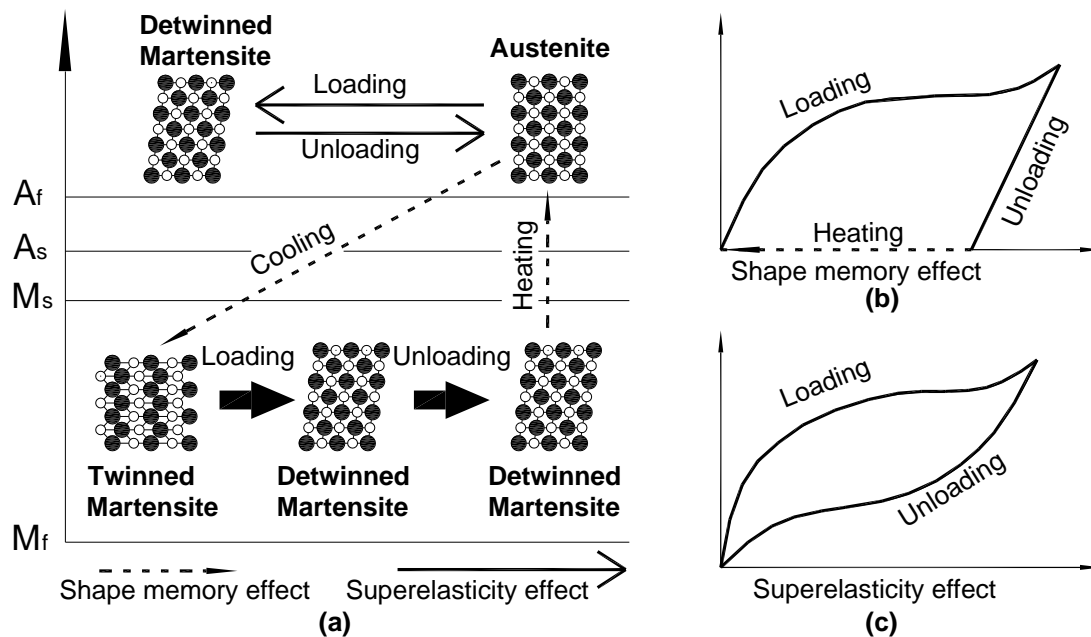 Detwinned
Martensite
Loading
Unloading
Austenite
Af
As
Ms
Mf
Cooling
Heating
Loading
Unloading
Twinned
Martensite
Detwinned
Martensite
Detwinned
Martensite
Shape memory effect
Superelasticity effect
(a)
Loading
Unloading
Heating
Shape memory effect
(b)
Loading
Unloading
Superelasticity effect
(c)